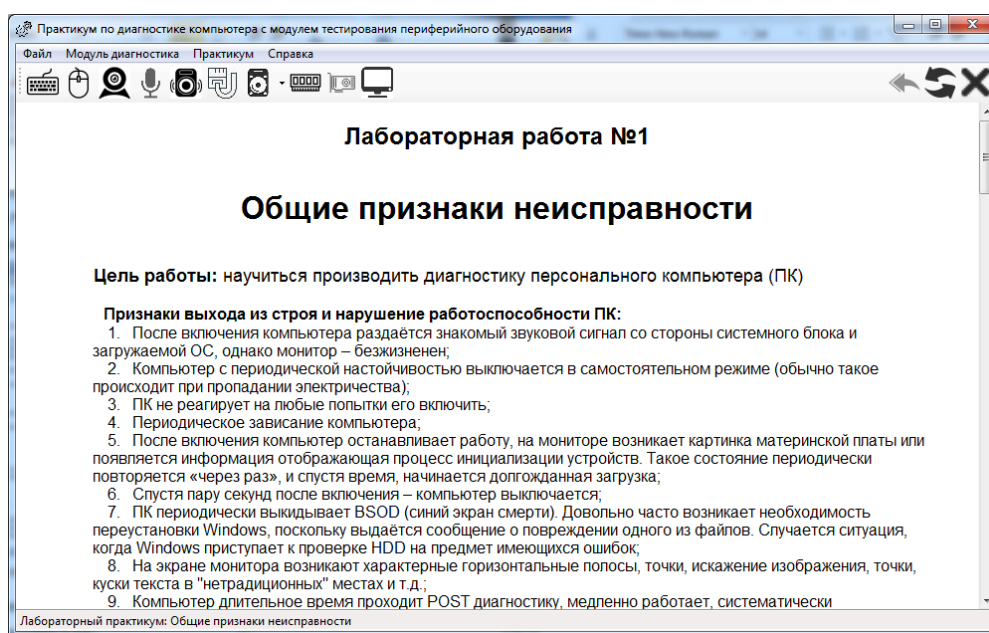 Практикум по диагностике компьютера с модулем тестирования периферийного оборудования
Файл Модуль диагностика Практикум Справка
Лабораторная работа №1
Общие признаки неисправности
Цель работы: научиться производить диагностику персонального компьютера (ПК)
Признаки выхода из строя и нарушение работоспособности ПК:
1. После включения компьютера раздаётся знакомый звуковой сигнал со стороны системного блока и
загружаемой ОС, однако монитор – безжизненен;
2. Компьютер с периодической настойчивостью выключается в самостоятельном режиме (обычно такое
происходит при пропадании электричества);
3. ПК не реагирует на любые попытки его включить;
4. Периодическое зависание компьютера;
5. После включения компьютер останавливает работу, на мониторе возникает картинка материнской платы или
появляется информация отображающая процесс инициализации устройств. Такое состояние периодически
повторяется «через раз», и спустя время, начинается долгожданная загрузка;
6. Спустя пару секунд после включения – компьютер выключается;
7. ПК периодически выкидывает BSOD (синий экран смерти). Довольно часто возникает необходимость
переустановки Windows, поскольку выдаётся сообщение о повреждении одного из файлов. Случается ситуация,
когда Windows приступает к проверке HDD на предмет имеющихся ошибок;
8. На экране монитора возникают характерные горизонтальные полосы, точки, искажение изображения, точки,
куски текста в "нетрадиционных" местах и т.д.;
9. Компьютер длительное время проходит POST диагностику, медленно работает, систематически
Лабораторный практикум: Общие признаки неисправности